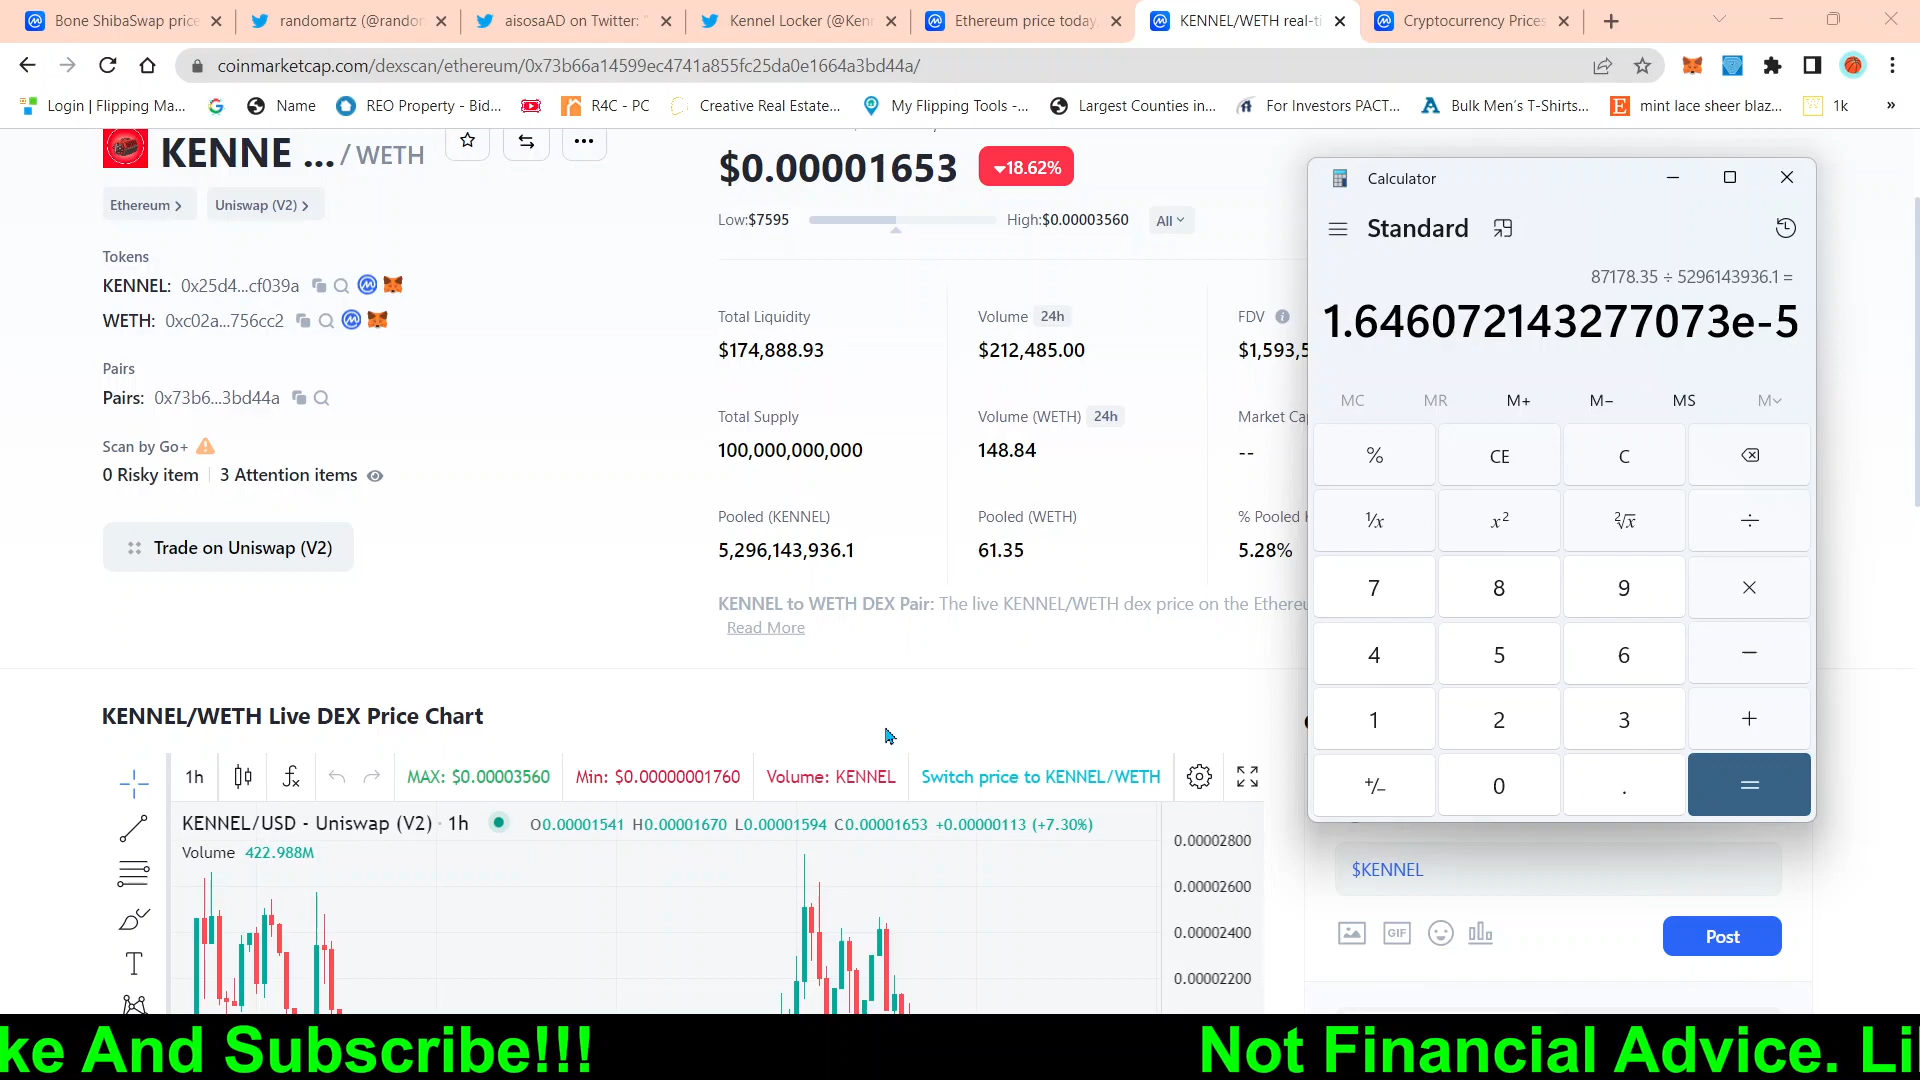 Bone ShibaSwap price
randomartz (@random
aisosaAD on Twitter: "
Kennel Locker (@Kenn
Ethereum price today,
KENNEL/WETH real-ti
Cryptocurrency Prices
coinmarketcap.com/dexscan/ethereum/0x73b66a14599ec4741a855fc25da0e1664a3bd44a/
Login | Flipping Ma...
Name
REO Property - Bid...
R4C - PC
Creative Real Estate...
My Flipping Tools -...
Largest Counties in...
For Investors PACT...
Bulk Men's T-Shirts...
mint lace sheer blaz...
1k
»
KENNE ... / WETH
Ethereum >
Uniswap (V2) >
Tokens
KENNEL: 0x25d4...cf039a
WETH: 0xc02a...756cc2
Pairs
Pairs: 0x73b6...3bd44a
Scan by Go+
0 Risky item
3 Attention items
Trade on Uniswap (V2)
$0.00001653
18.62%
Low:$7595
High:$0.00003560
All
Total Liquidity
$174,888.93
Volume 24h
$212,485.00
FDV
$1,593,5
Total Supply
100,000,000,000
Volume (WETH) 24h
148.84
Market Ca
--
Pooled (KENNEL)
5,296,143,936.1
Pooled (WETH)
61.35
% Pooled
5.28%
KENNEL to WETH DEX Pair: The live KENNEL/WETH dex price on the Ethereu
Read More
KENNEL/WETH Live DEX Price Chart
1h
MAX: $0.00003560
Min: $0.00000001760
Volume: KENNEL
Switch price to KENNEL/WETH
KENNEL/USD - Uniswap (V2) · 1h
O0.00001541 H0.00001670 L0.00001594 C0.00001653 +0.00000113 (+7.30%)
Volume 422.988M
0.00002800
0.00002600
0.00002400
0.00002200
Calculator
Standard
87178.35 ÷ 5296143936.1 =
1.646072143277073e-5
MC MR M+ M− MS M
% CE C
⅟x x² ²√x ÷
7 8 9 ×
4 5 6 −
1 2 3 +
+/− 0 . =
$KENNEL
GIF
Post
ke And Subscribe!!!
Not Financial Advice. Li